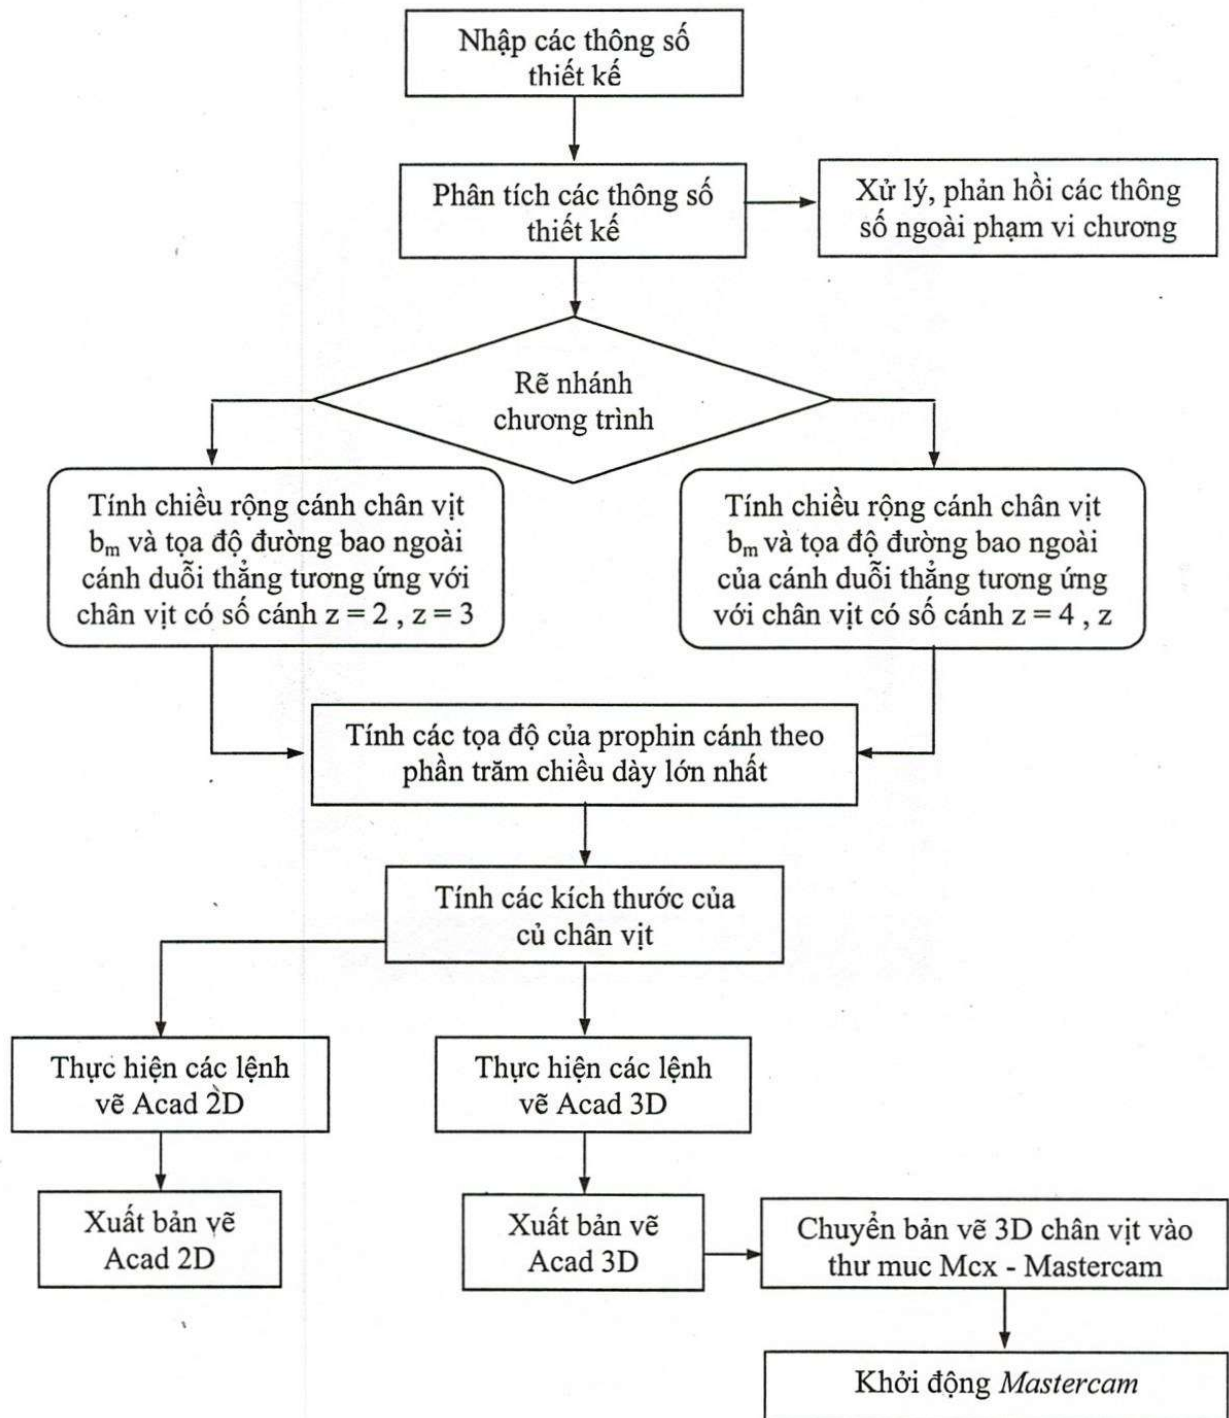 Nhập các thông số
thiết kế
Phân tích các thông số
thiết kế
Xử lý, phản hồi các thông
số ngoài phạm vi chương
Rẽ nhánh
chương trình
Tính chiều rộng cánh chân vịt
bₘ và tọa độ đường bao ngoài
cánh duỗi thẳng tương ứng với
chân vịt có số cánh z = 2 , z = 3
Tính chiều rộng cánh chân vịt
bₘ và tọa độ đường bao ngoài
của cánh duỗi thẳng tương ứng
với chân vịt có số cánh z = 4 , z
Tính các tọa độ của prophin cánh theo
phần trăm chiều dày lớn nhất
Tính các kích thước của
củ chân vịt
Thực hiện các lệnh
vẽ Acad 2D
Thực hiện các lệnh
vẽ Acad 3D
Xuất bản vẽ
Acad 2D
Xuất bản vẽ
Acad 3D
Chuyển bản vẽ 3D chân vịt vào
thư muc Mcx - Mastercam
Khởi động Mastercam